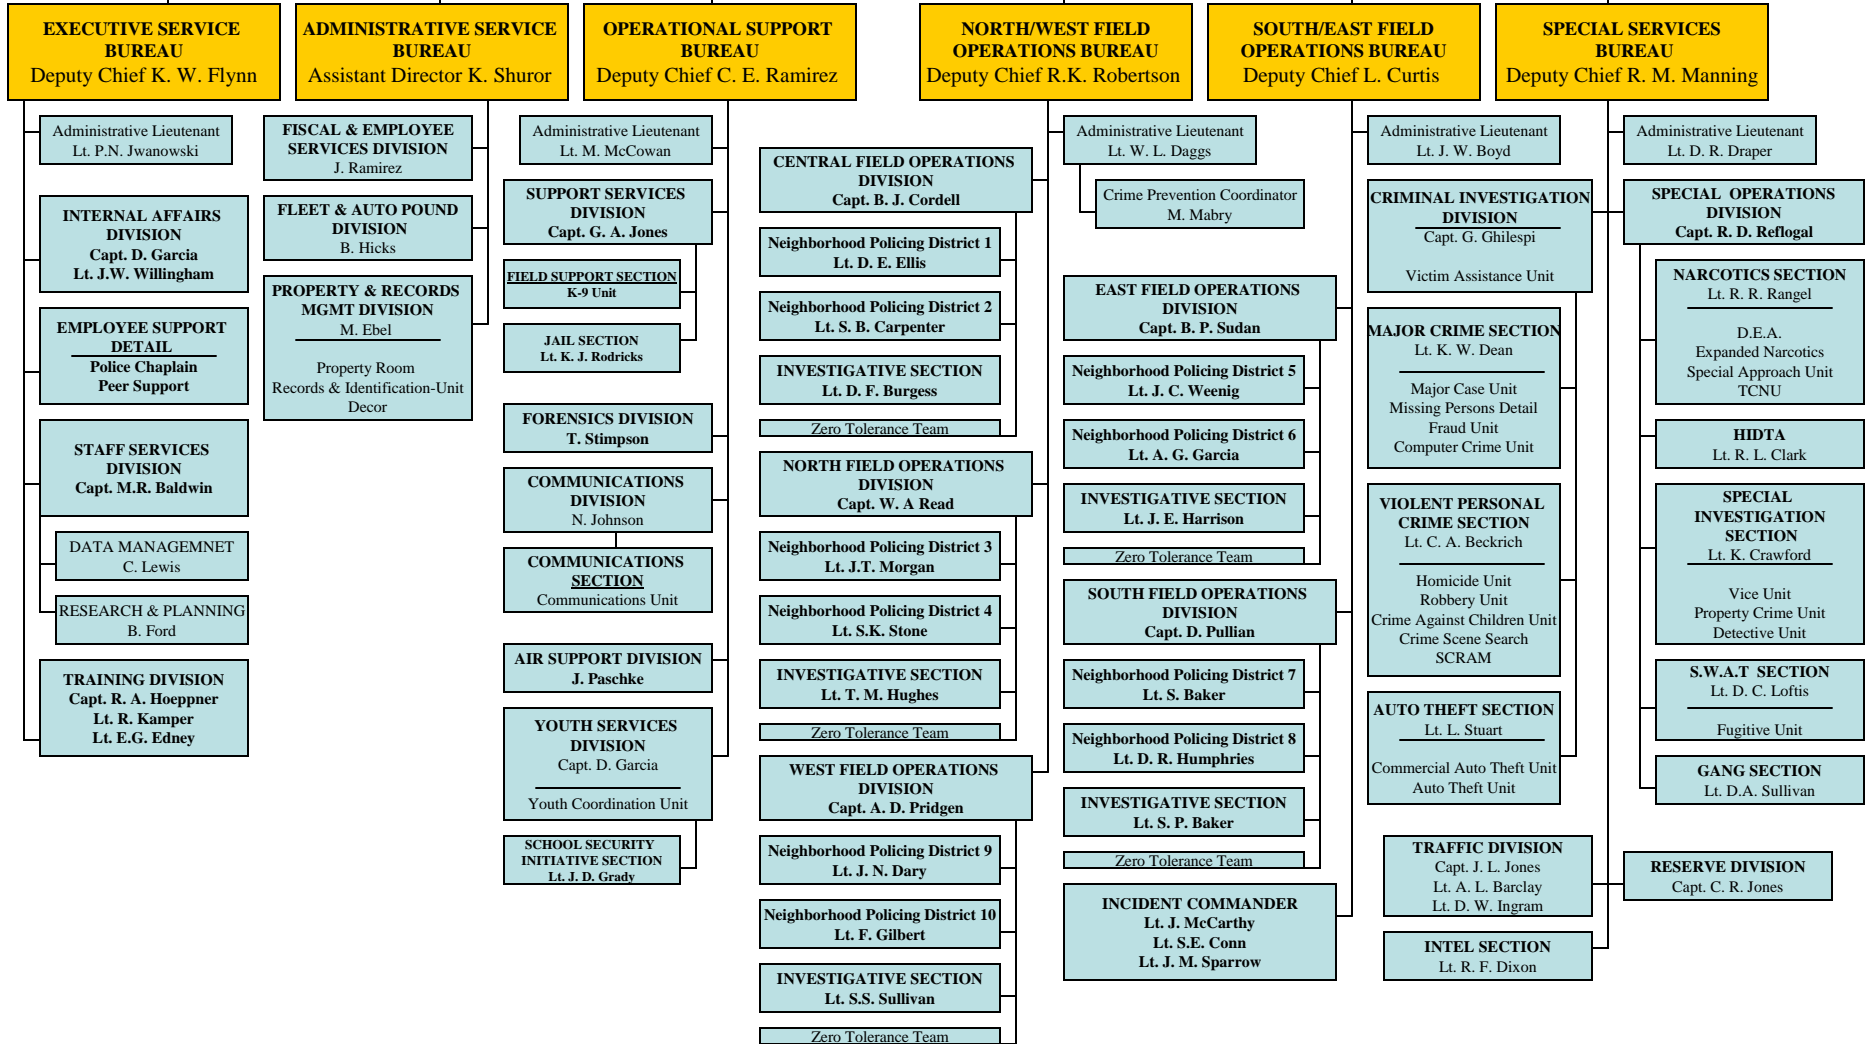 EXECUTIVE SERVICE
BUREAU
Deputy Chief K. W. Flynn
Administrative Lieutenant
Lt. P.N. Jwanowski
INTERNAL AFFAIRS
DIVISION
Capt. D. Garcia
Lt. J.W. Willingham
EMPLOYEE SUPPORT
DETAIL
Police Chaplain
Peer Support
STAFF SERVICES
DIVISION
Capt. M.R. Baldwin
DATA MANAGEMNET
C. Lewis
RESEARCH & PLANNING
B. Ford
TRAINING DIVISION
Capt. R. A. Hoeppner
Lt. R. Kamper
Lt. E.G. Edney
ADMINISTRATIVE SERVICE
BUREAU
Assistant Director K. Shuror
FISCAL & EMPLOYEE
SERVICES DIVISION
J. Ramirez
FLEET & AUTO POUND
DIVISION
B. Hicks
PROPERTY & RECORDS
MGMT DIVISION
M. Ebel
Property Room
Records & Identification-Unit
Decor
OPERATIONAL SUPPORT
BUREAU
Deputy Chief C. E. Ramirez
Administrative Lieutenant
Lt. M. McCowan
SUPPORT SERVICES
DIVISION
Capt. G. A. Jones
FIELD SUPPORT SECTION
K-9 Unit
JAIL SECTION
Lt. K. J. Rodricks
FORENSICS DIVISION
T. Stimpson
COMMUNICATIONS
DIVISION
N. Johnson
COMMUNICATIONS
SECTION
Communications Unit
AIR SUPPORT DIVISION
J. Paschke
YOUTH SERVICES
DIVISION
Capt. D. Garcia
Youth Coordination Unit
SCHOOL SECURITY
INITIATIVE SECTION
Lt. J. D. Grady
NORTH/WEST FIELD
OPERATIONS BUREAU
Deputy Chief R.K. Robertson
Administrative Lieutenant
Lt. W. L. Daggs
Crime Prevention Coordinator
M. Mabry
CENTRAL FIELD OPERATIONS
DIVISION
Capt. B. J. Cordell
Neighborhood Policing District 1
Lt. D. E. Ellis
Neighborhood Policing District 2
Lt. S. B. Carpenter
INVESTIGATIVE SECTION
Lt. D. F. Burgess
Zero Tolerance Team
NORTH FIELD OPERATIONS
DIVISION
Capt. W. A Read
Neighborhood Policing District 3
Lt. J.T. Morgan
Neighborhood Policing District 4
Lt. S.K. Stone
INVESTIGATIVE SECTION
Lt. T. M. Hughes
Zero Tolerance Team
WEST FIELD OPERATIONS
DIVISION
Capt. A. D. Pridgen
Neighborhood Policing District 9
Lt. J. N. Dary
Neighborhood Policing District 10
Lt. F. Gilbert
INVESTIGATIVE SECTION
Lt. S.S. Sullivan
Zero Tolerance Team
SOUTH/EAST FIELD
OPERATIONS BUREAU
Deputy Chief L. Curtis
Administrative Lieutenant
Lt. J. W. Boyd
EAST FIELD OPERATIONS
DIVISION
Capt. B. P. Sudan
Neighborhood Policing District 5
Lt. J. C. Weenig
Neighborhood Policing District 6
Lt. A. G. Garcia
INVESTIGATIVE SECTION
Lt. J. E. Harrison
Zero Tolerance Team
SOUTH FIELD OPERATIONS
DIVISION
Capt. D. Pullian
Neighborhood Policing District 7
Lt. S. Baker
Neighborhood Policing District 8
Lt. D. R. Humphries
INVESTIGATIVE SECTION
Lt. S. P. Baker
Zero Tolerance Team
INCIDENT COMMANDER
Lt. J. McCarthy
Lt. S.E. Conn
Lt. J. M. Sparrow
SPECIAL SERVICES
BUREAU
Deputy Chief R. M. Manning
Administrative Lieutenant
Lt. D. R. Draper
CRIMINAL INVESTIGATION
DIVISION
Capt. G. Ghilespi
Victim Assistance Unit
MAJOR CRIME SECTION
Lt. K. W. Dean
Major Case Unit
Missing Persons Detail
Fraud Unit
Computer Crime Unit
VIOLENT PERSONAL
CRIME SECTION
Lt. C. A. Beckrich
Homicide Unit
Robbery Unit
Crime Against Children Unit
Crime Scene Search
SCRAM
AUTO THEFT SECTION
Lt. L. Stuart
Commercial Auto Theft Unit
Auto Theft Unit
SPECIAL OPERATIONS
DIVISION
Capt. R. D. Reflogal
NARCOTICS SECTION
Lt. R. R. Rangel
D.E.A.
Expanded Narcotics
Special Approach Unit
TCNU
HIDTA
Lt. R. L. Clark
SPECIAL
INVESTIGATION
SECTION
Lt. K. Crawford
Vice Unit
Property Crime Unit
Detective Unit
S.W.A.T SECTION
Lt. D. C. Loftis
Fugitive Unit
GANG SECTION
Lt. D.A. Sullivan
TRAFFIC DIVISION
Capt. J. L. Jones
Lt. A. L. Barclay
Lt. D. W. Ingram
RESERVE DIVISION
Capt. C. R. Jones
INTEL SECTION
Lt. R. F. Dixon